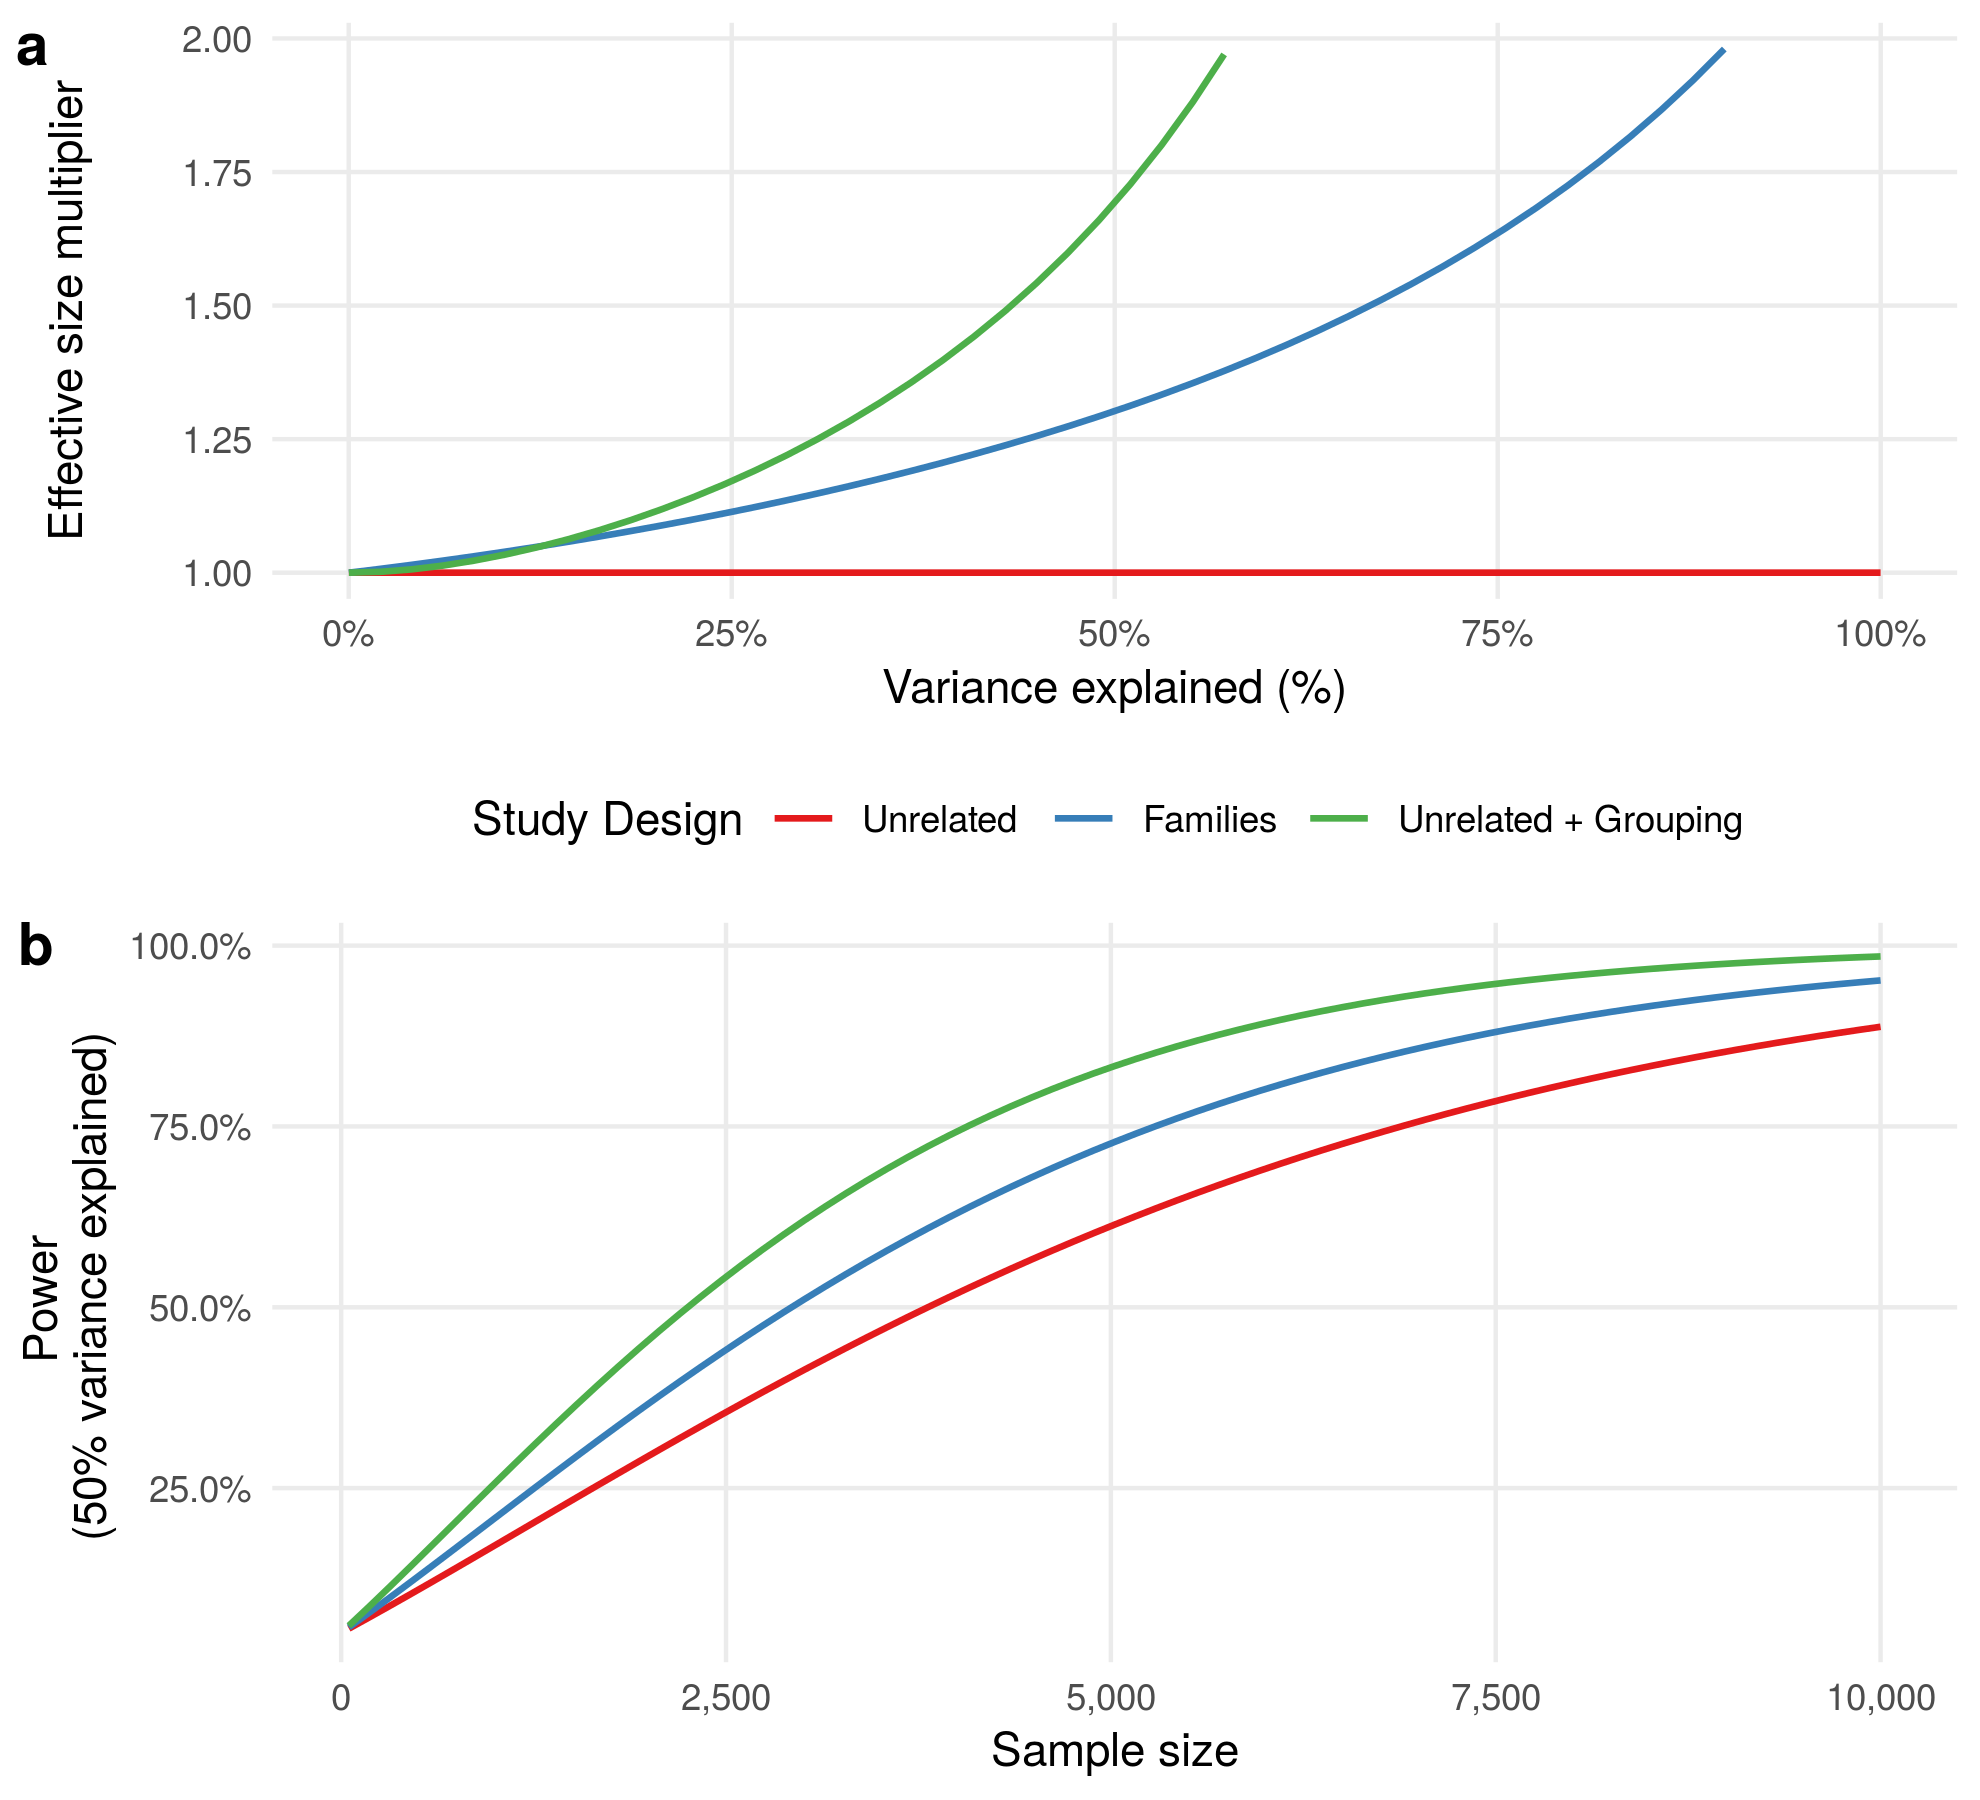 a
Effective size multiplier
2.00
1.75
1.50
1.25
1.00
0% 25% 50% 75% 100%
Variance explained (%)
Study Design Unrelated Families Unrelated + Grouping
b
Power
(50% variance explained)
100.0%
75.0%
50.0%
25.0%
0 2,500 5,000 7,500 10,000
Sample size